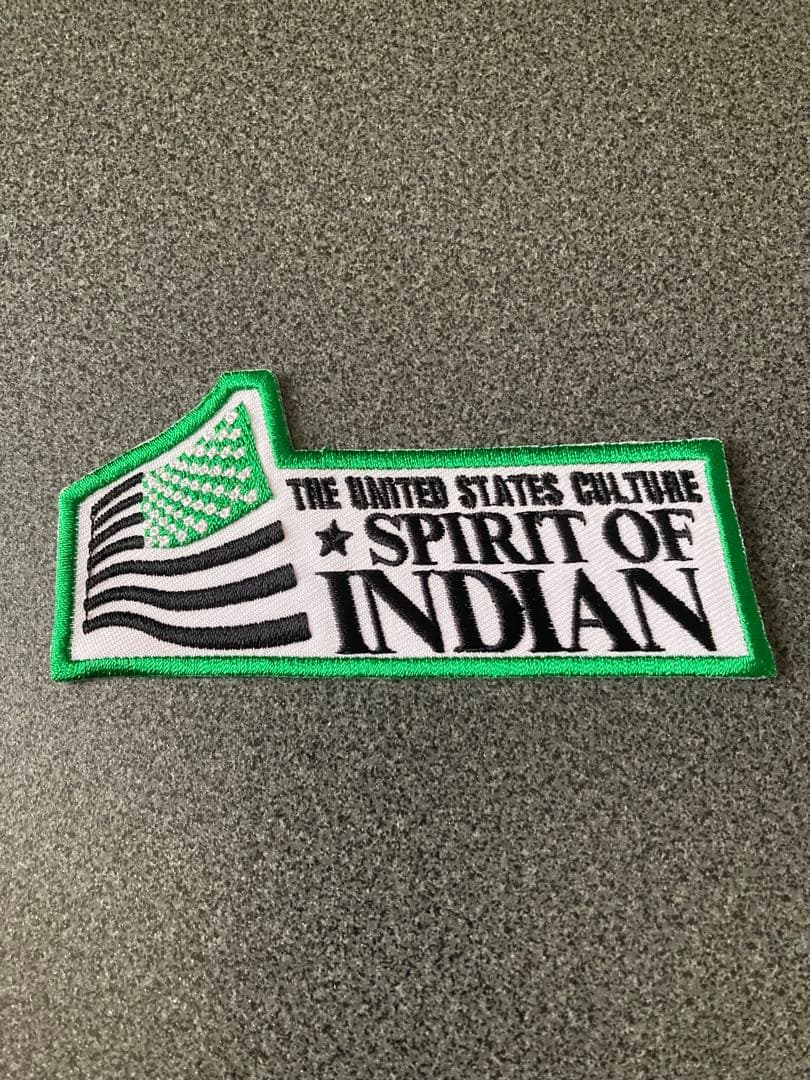 THE UNITED STATES CULTURE
★ SPIRIT OF
INDIAN